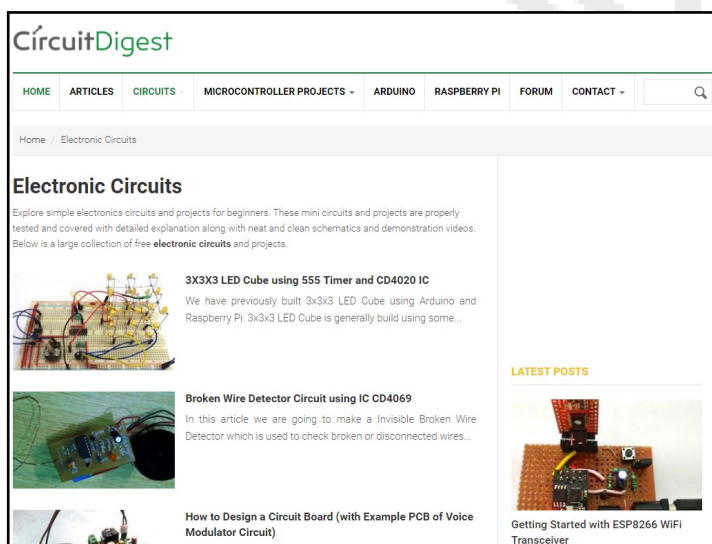 CircuitDigest
HOME ARTICLES CIRCUITS MICROCONTROLLER PROJECTS ARDUINO RASPBERRY PI FORUM CONTACT
Home / Electronic Circuits
Electronic Circuits
Explore simple electronics circuits and projects for beginners. These mini circuits and projects are properly
tested and covered with detailed explanation along with neat and clean schematics and demonstration videos.
Below is a large collection of free electronic circuits and projects.
3X3X3 LED Cube using 555 Timer and CD4020 IC
We have previously built 3x3x3 LED Cube using Arduino and
Raspberry Pi. 3x3x3 LED Cube is generally build using some...
Broken Wire Detector Circuit using IC CD4069
In this article we are going to make a Invisible Broken Wire
Detector which is used to check broken or disconnected wires...
How to Design a Circuit Board (with Example PCB of Voice
Modulator Circuit)
LATEST POSTS
Getting Started with ESP8266 WiFi
Transceiver